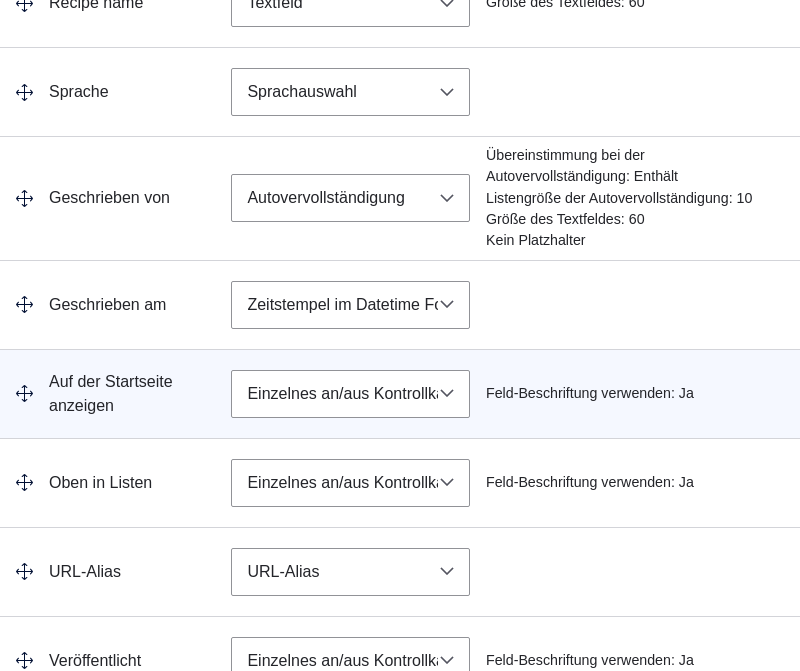 Recipe name
Textfeld
Größe des Textfeldes: 60
Sprache
Sprachauswahl
Geschrieben von
Autovervollständigung
Übereinstimmung bei der
Autovervollständigung: Enthält
Listengröße der Autovervollständigung: 10
Größe des Textfeldes: 60
Kein Platzhalter
Geschrieben am
Zeitstempel im Datetime Fo
Auf der Startseite
anzeigen
Einzelnes an/aus Kontrollkä
Feld-Beschriftung verwenden: Ja
Oben in Listen
Einzelnes an/aus Kontrollkä
Feld-Beschriftung verwenden: Ja
URL-Alias
URL-Alias
Veröffentlicht
Einzelnes an/aus Kontrollkä
Feld-Beschriftung verwenden: Ja